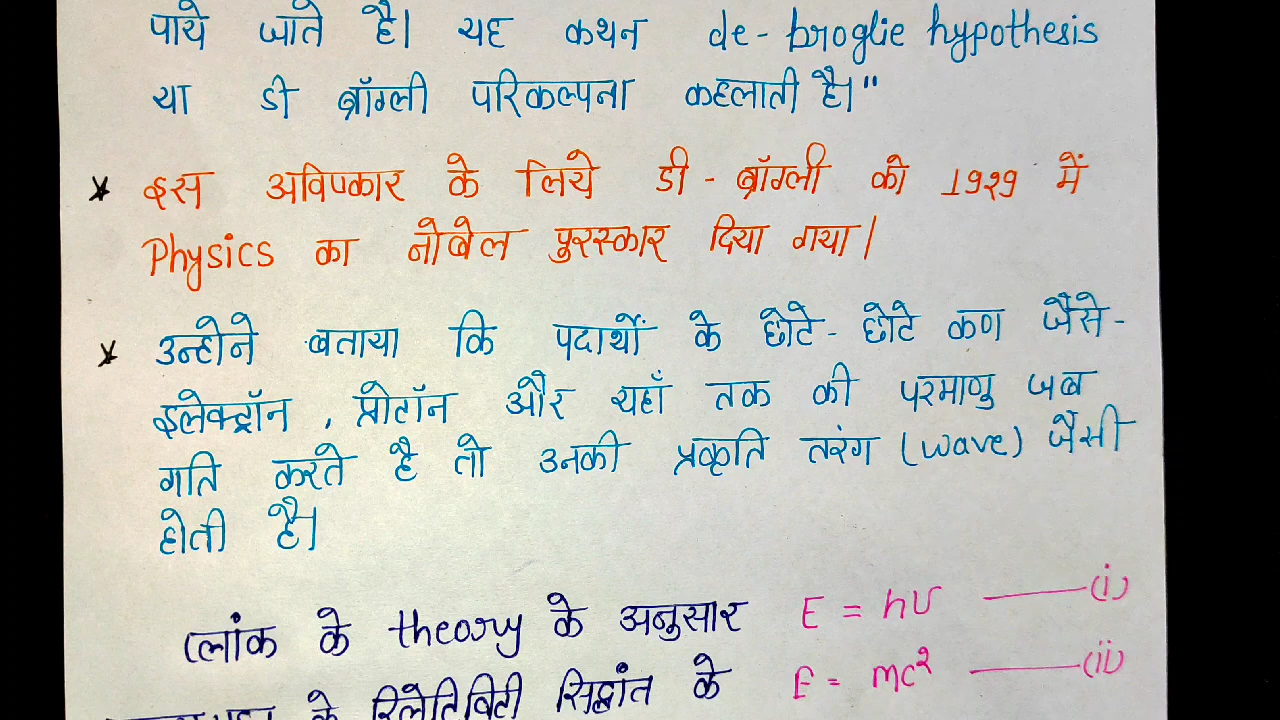 पाये जाते है। यह कथन de-broglie hypothesis
या डी ब्रॉग्ली परिकल्पना कहलाती है।"
* इस अविष्कार के लिये डी-ब्रॉग्ली को 1929 में
Physics का नोबेल पुरस्कार दिया गया।
* उन्होने बताया कि पदार्थों के छोटे-छोटे कण जैसे-
इलेक्ट्रॉन, प्रोटॉन और यहाँ तक की परमाणु जब
गति करते है तो उनकी प्रकृति तरंग (wave) जैसी
होती है।
प्लांक के theory के अनुसार E = hν —(i)
के रिलेटिविटी सिद्धांत के E = mc² —(ii)